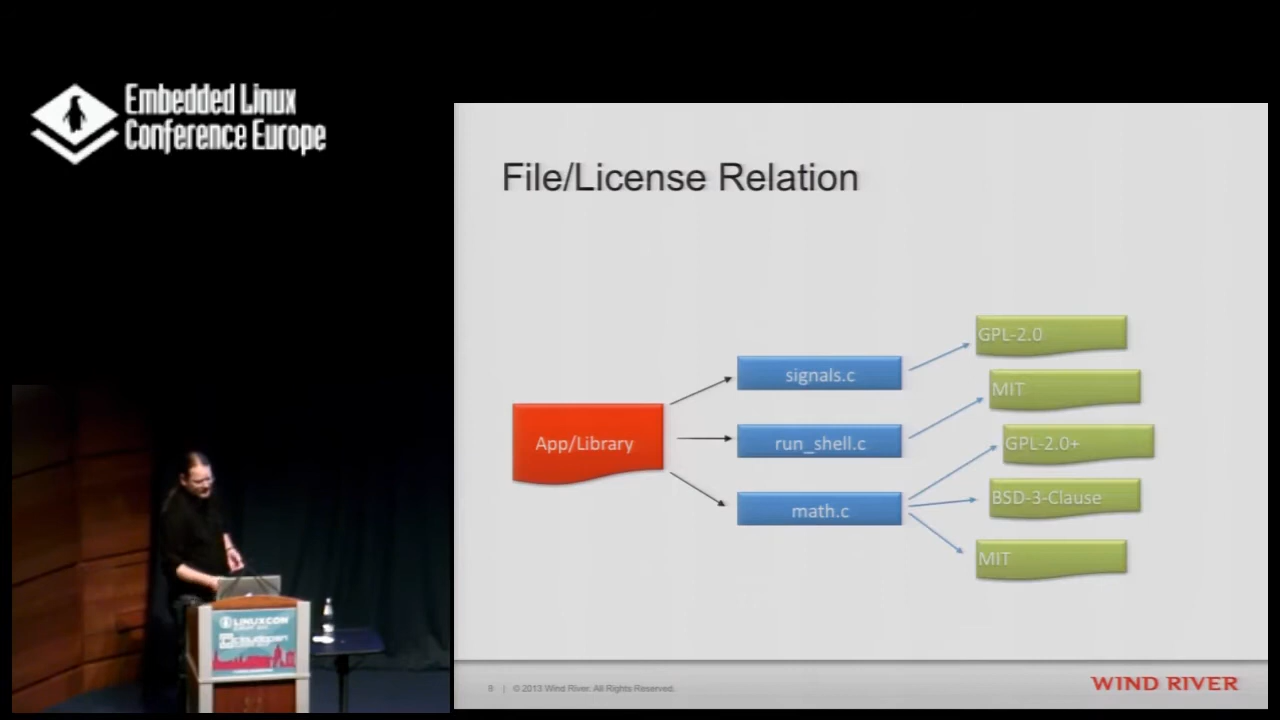 Embedded Linux
Conference Europe
File/License Relation
App/Library
signals.c
run_shell.c
math.c
GPL-2.0
MIT
GPL-2.0+
BSD-3-Clause
MIT
LINUXCON
© 2013 Wind River. All Rights Reserved.
WIND RIVER